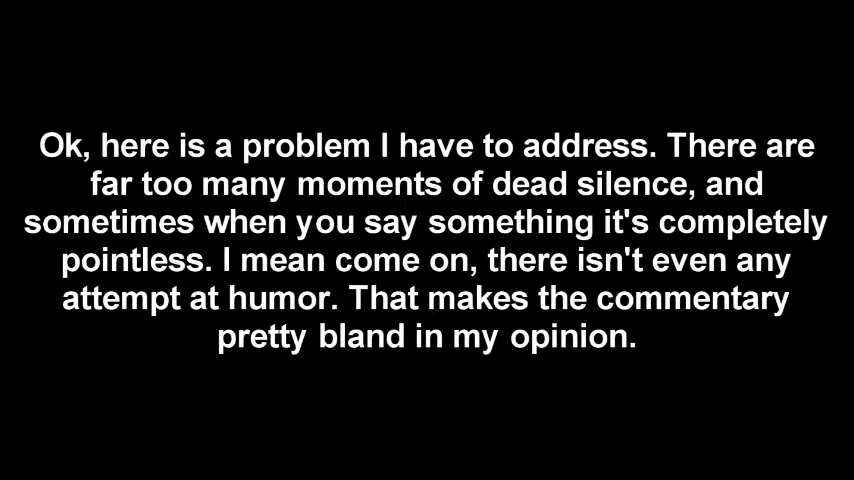 Ok, here is a problem I have to address. There are
far too many moments of dead silence, and
sometimes when you say something it's completely
pointless. I mean come on, there isn't even any
attempt at humor. That makes the commentary
pretty bland in my opinion.